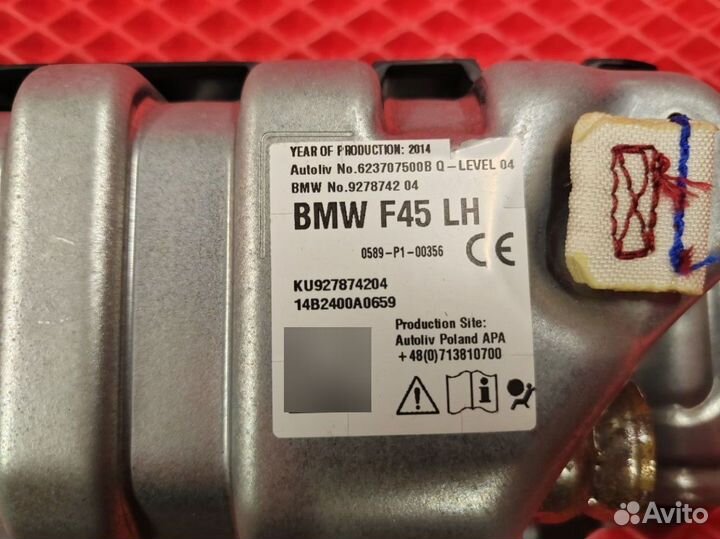 YEAR OF PRODUCTION: 2014
Autoliv No.623707500B Q-LEVEL 04
BMW No.9278742 04
BMW F45 LH
0589-P1-00356
CE
KU927874204
14B2400A0659
Production Site:
Autoliv Poland APA
+48(0)713810700
Avito